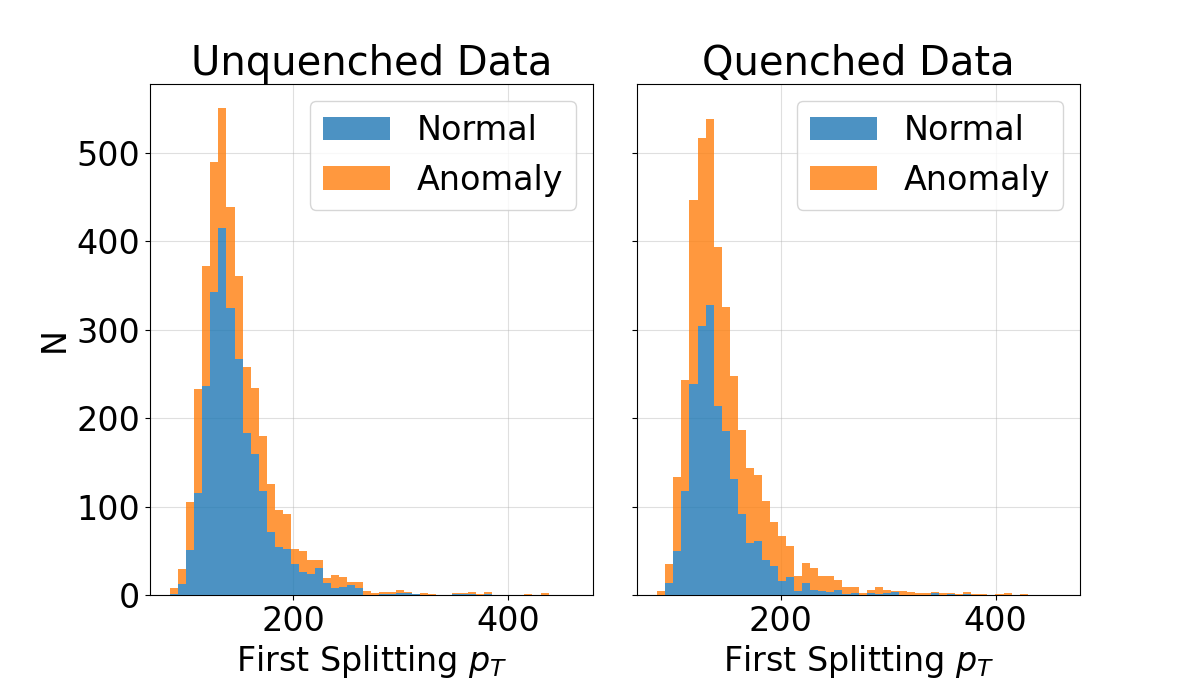 Unquenched Data
Quenched Data
Normal
Anomaly
Normal
Anomaly
500
400
300
200
100
0
N
200
400
200
400
First Splitting p_T
First Splitting p_T